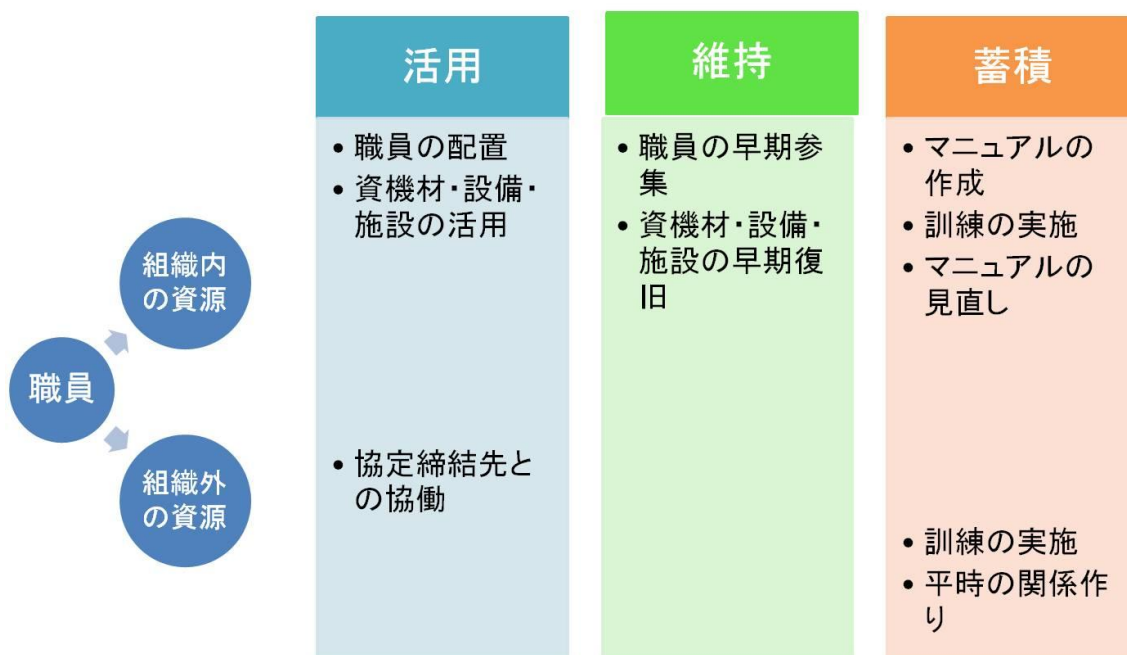 職員
組織内
の資源
組織外
の資源
活用
• 職員の配置
• 資機材・設備・
施設の活用
• 協定締結先と
の協働
維持
• 職員の早期参
集
• 資機材・設備・
施設の早期復
旧
蓄積
• マニュアルの
作成
• 訓練の実施
• マニュアルの
見直し
• 訓練の実施
• 平時の関係作
り